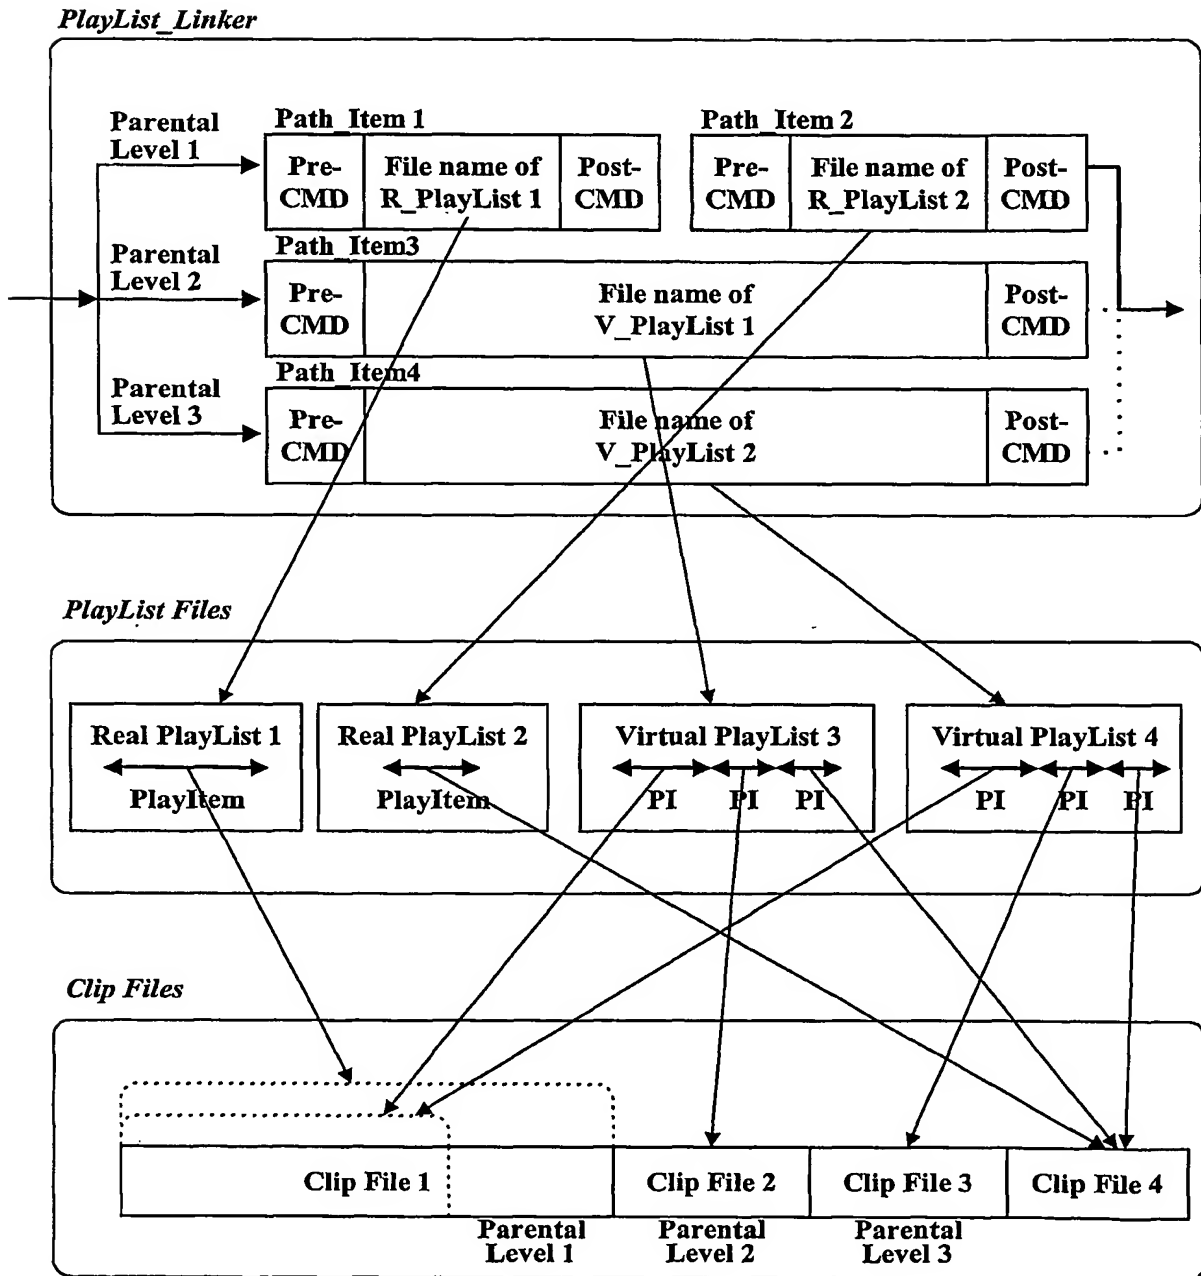 PlayList_Linker
Parental
Level 1
Path_Item 1
Pre-
CMD
File name of
R_PlayList 1
Post-
CMD
Path_Item 2
Pre-
CMD
File name of
R_PlayList 2
Post-
CMD
Parental
Level 2
Path_Item3
Pre-
CMD
File name of
V_PlayList 1
Post-
CMD
Parental
Level 3
Path_Item4
Pre-
CMD
File name of
V_PlayList 2
Post-
CMD
PlayList Files
Real PlayList 1
PlayItem
Real PlayList 2
PlayItem
Virtual PlayList 3
PI PI PI
Virtual PlayList 4
PI PI PI
Clip Files
Clip File 1
Clip File 2
Clip File 3
Clip File 4
Parental
Level 1
Parental
Level 2
Parental
Level 3